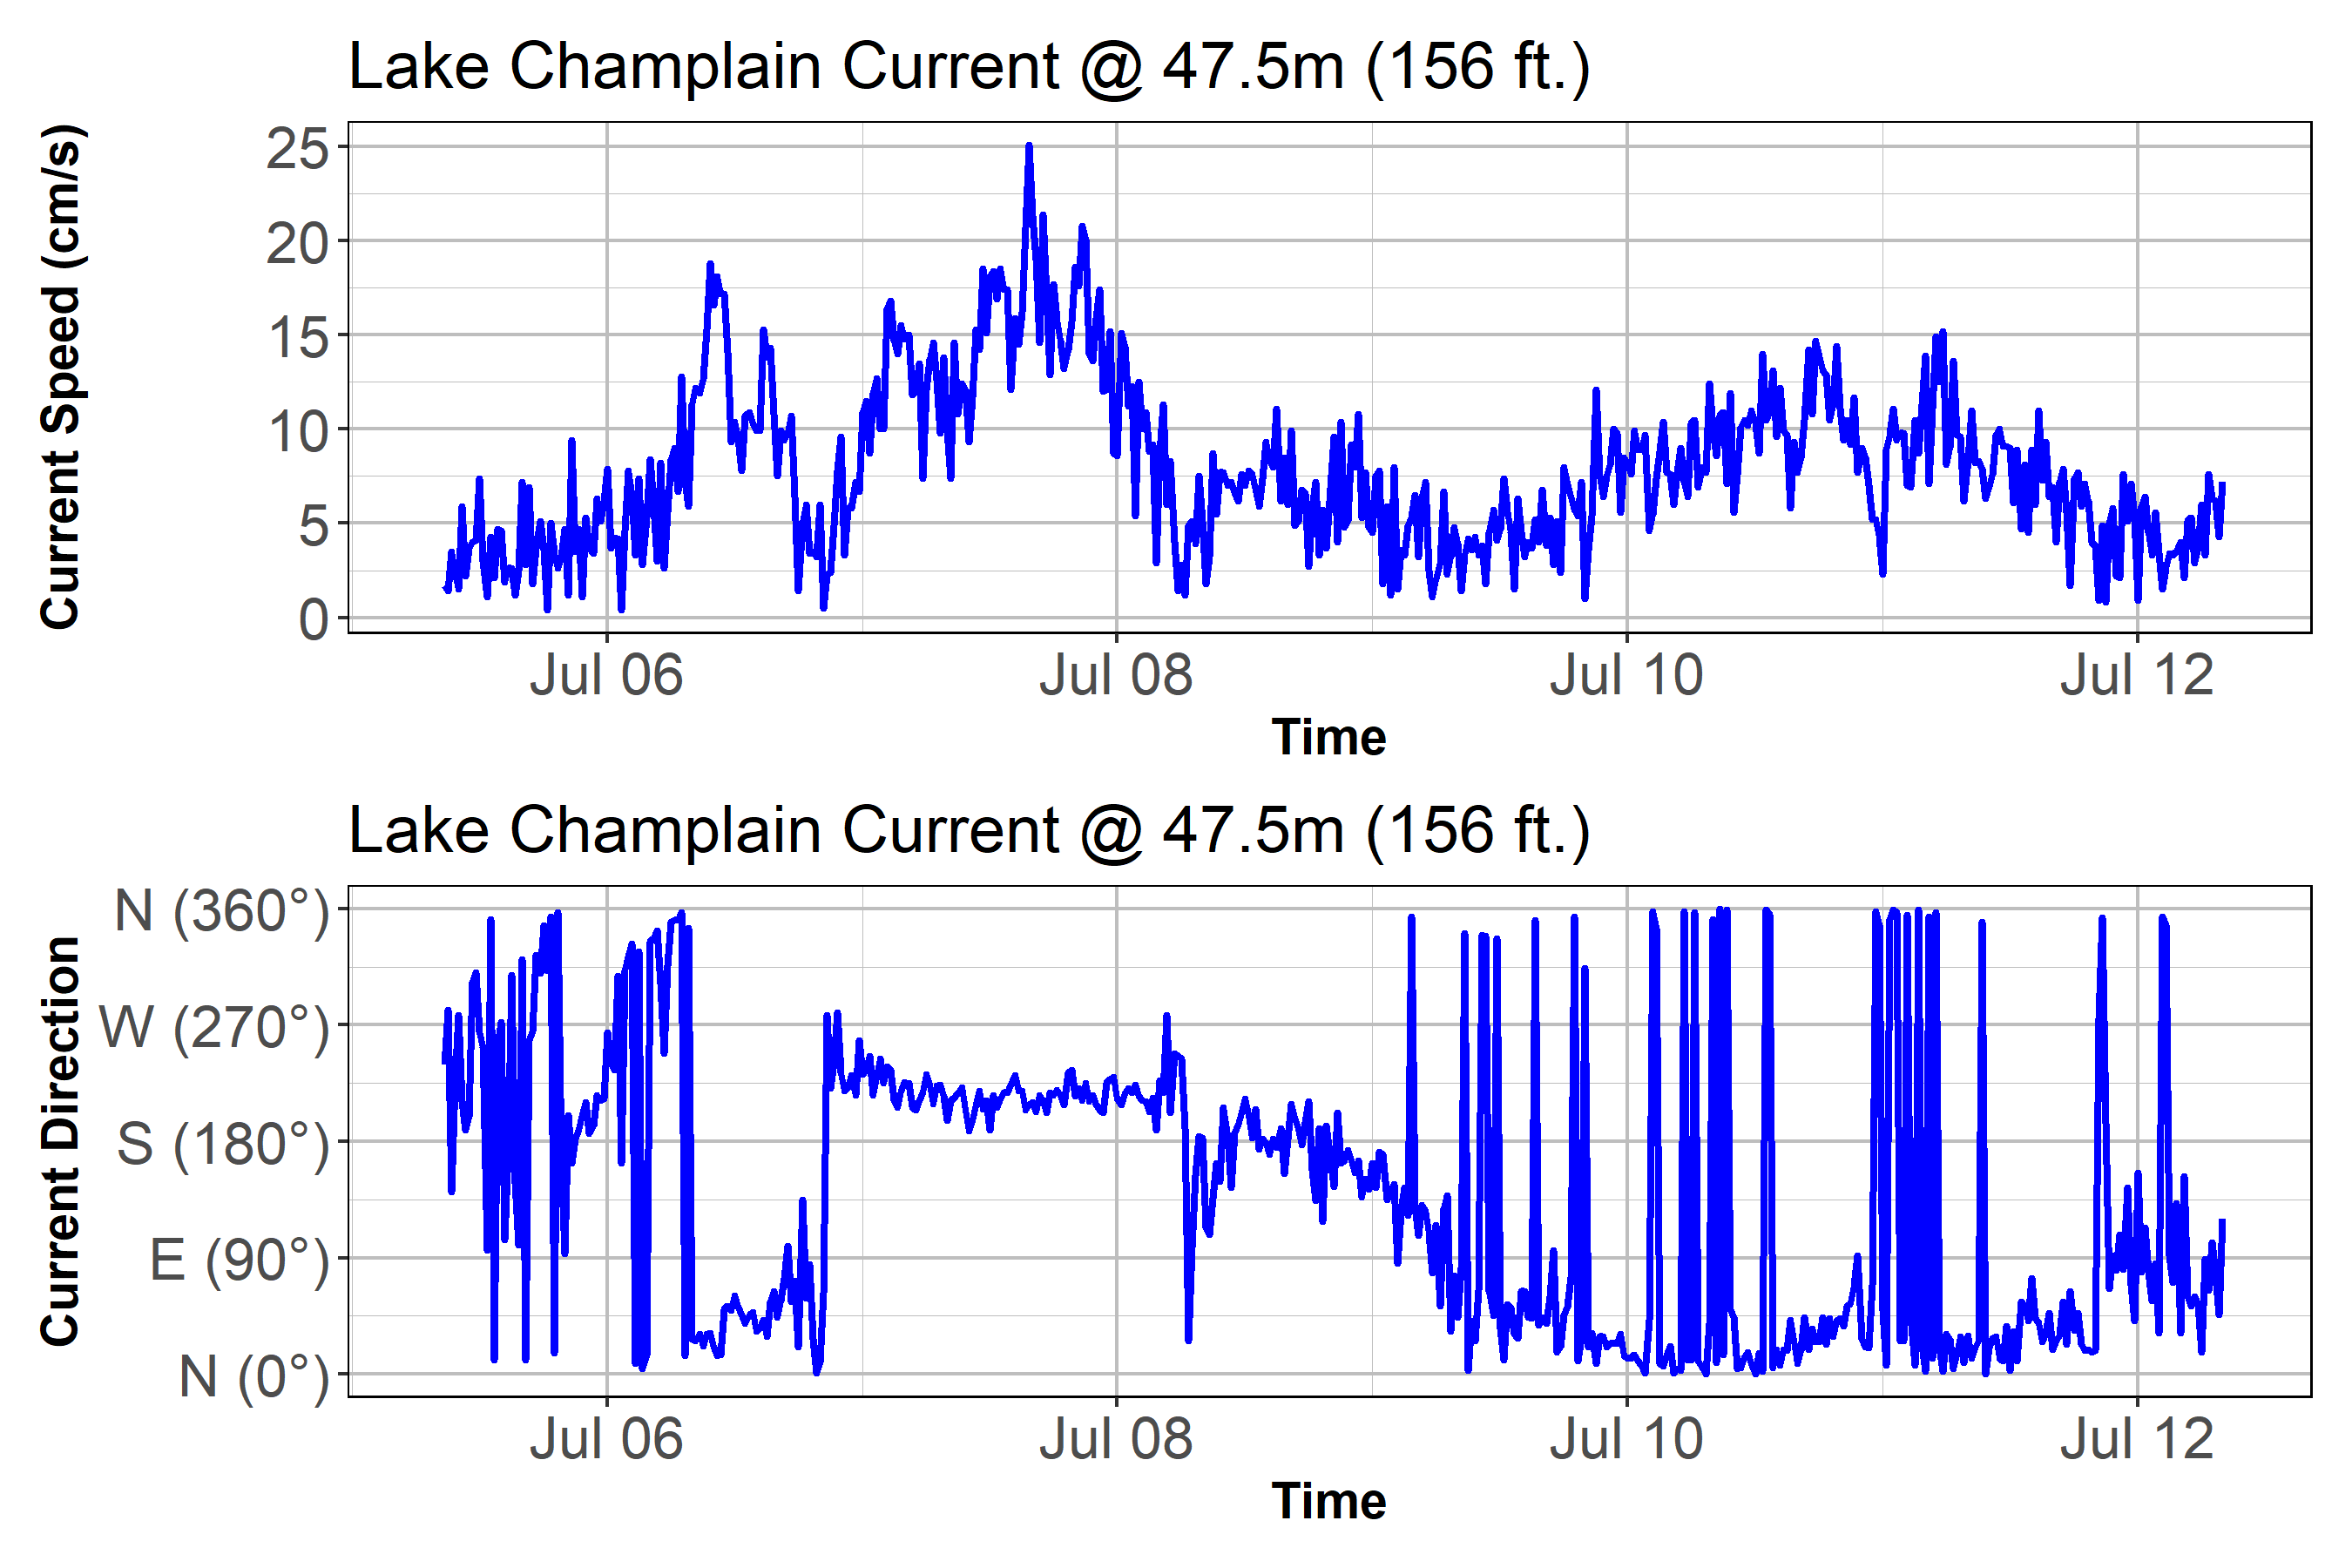 Lake Champlain Current @ 47.5m (156 ft.)
Current Speed (cm/s)
25
20
15
10
5
0
Jul 06 Jul 08 Jul 10 Jul 12
Time
Lake Champlain Current @ 47.5m (156 ft.)
Current Direction
N (360°)
W (270°)
S (180°)
E (90°)
N (0°)
Jul 06 Jul 08 Jul 10 Jul 12
Time